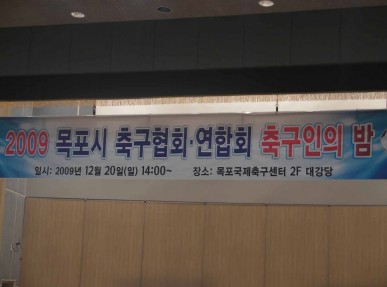 2009 목포시 축구협회·연합회 축구인의 밤
일시: 2009년 12월 20일(일) 14:00~ 장소: 목포국제축구센터 2F 대강당